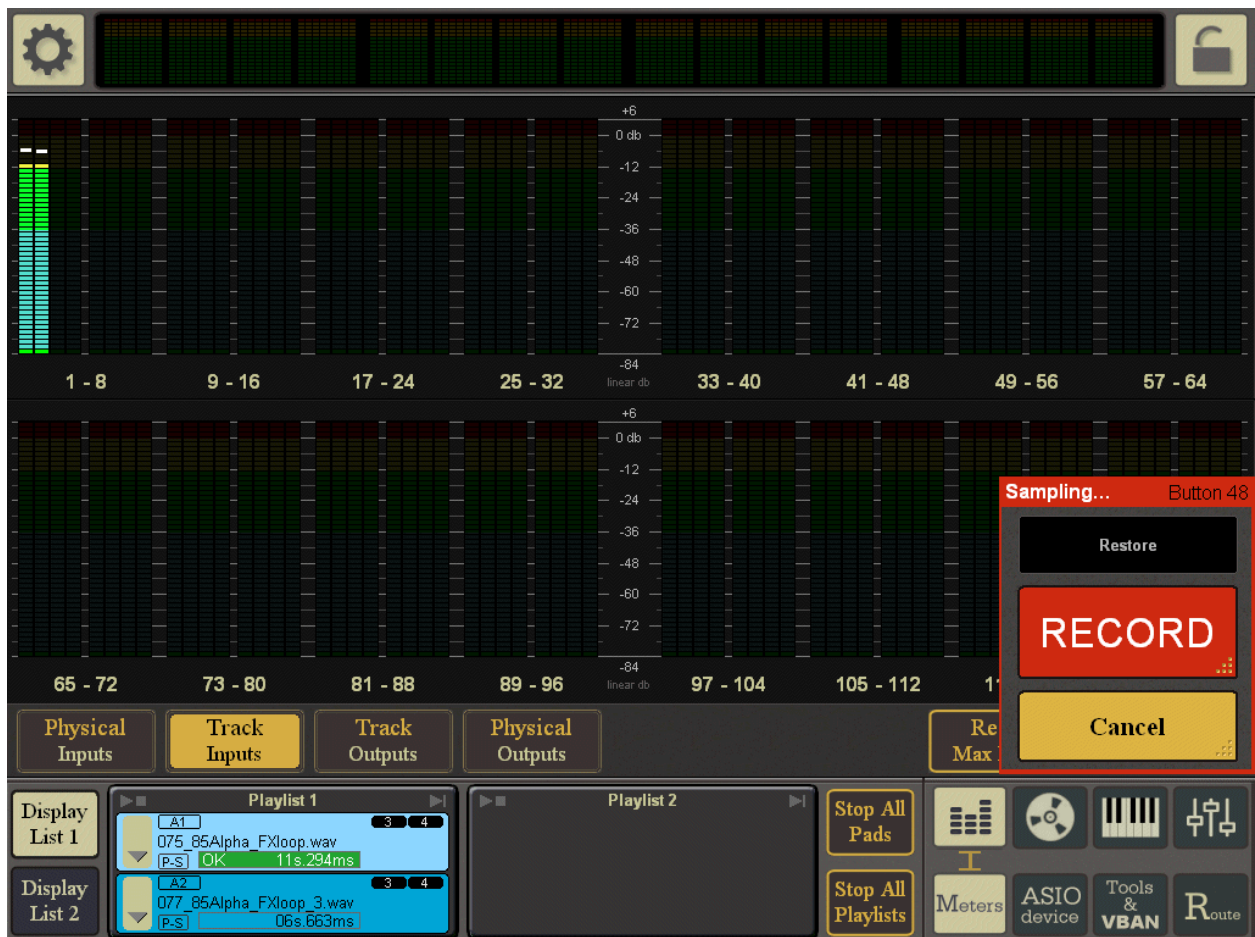 +6
0 db
-12
-24
-36
-48
-60
-72
-84
linear db
1 - 8
9 - 16
17 - 24
25 - 32
33 - 40
41 - 48
49 - 56
57 - 64
+6
0 db
-12
-24
-36
-48
-60
-72
-84
linear db
65 - 72
73 - 80
81 - 88
89 - 96
97 - 104
105 - 112
Sampling...
Button 48
Restore
RECORD
Cancel
Physical
Inputs
Track
Inputs
Track
Outputs
Physical
Outputs
Display
List 1
Display
List 2
Playlist 1
A1
3 4
075_85Alpha_FXloop.wav
P-S OK 11s.294ms
A2
3 4
077_85Alpha_FXloop_3.wav
P-S 06s.663ms
Playlist 2
Stop All
Pads
Stop All
Playlists
Meters
ASIO
device
Tools
&
VBAN
Route